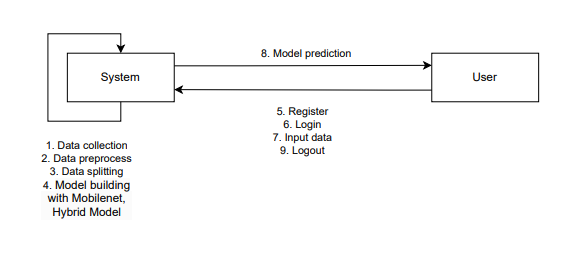 8. Model prediction
System
User
5. Register
6. Login
7. Input data
9. Logout
1. Data collection
2. Data preprocess
3. Data splitting
4. Model building
with Mobilenet,
Hybrid Model